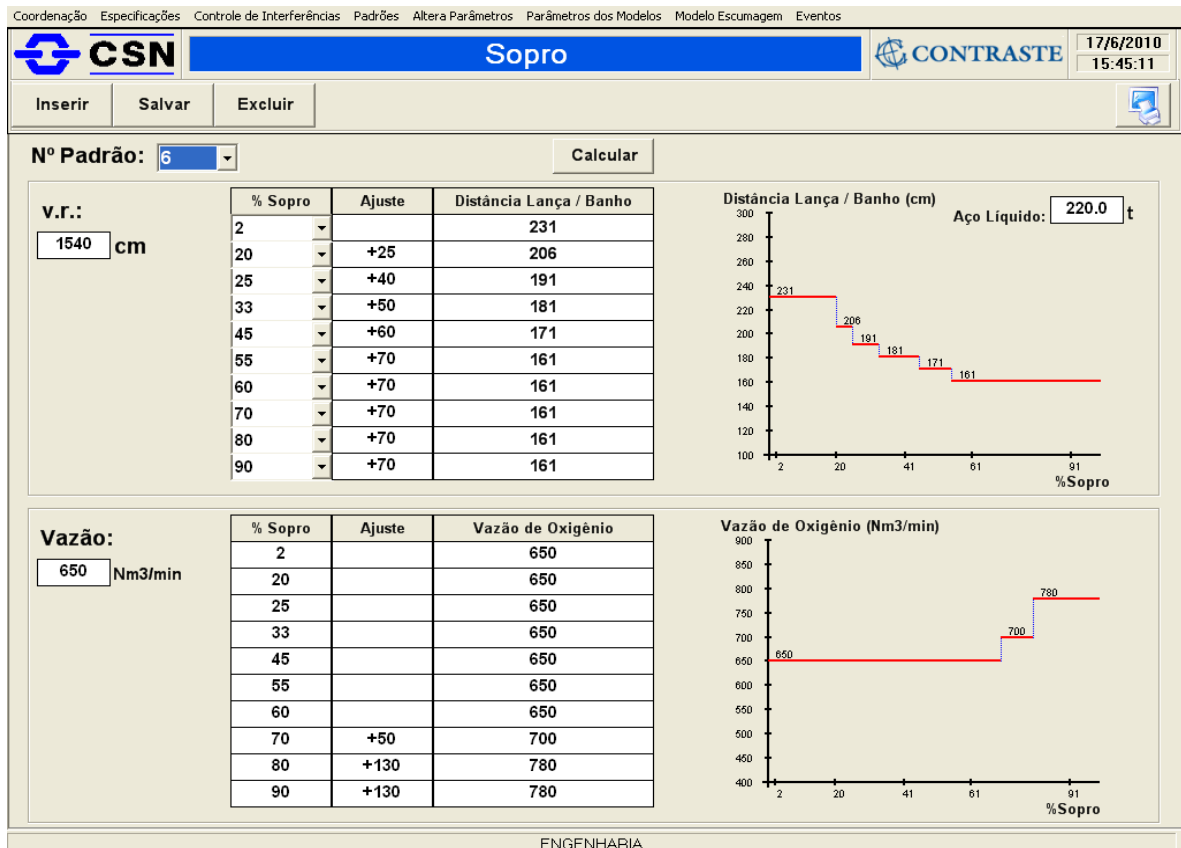 Coordenação Especificações Controle de Interferências Padrões Altera Parâmetros Parâmetros dos Modelos Modelo Escumagem Eventos
CSN
Sopro
CONTRASTE
17/6/2010
15:45:11
Inserir Salvar Excluir
Nº Padrão: 6
Calcular
v.r.:
1540 cm
% Sopro Ajuste Distância Lança / Banho
2 231
20 +25 206
25 +40 191
33 +50 181
45 +60 171
55 +70 161
60 +70 161
70 +70 161
80 +70 161
90 +70 161
Distância Lança / Banho (cm)
Aço Líquido: 220.0 t
300
280
260
240
220
200
180
160
140
120
100
231
206
191
181
171
161
2 20 41 61 91
%Sopro
Vazão:
650 Nm3/min
% Sopro Ajuste Vazão de Oxigênio
2 650
20 650
25 650
33 650
45 650
55 650
60 650
70 +50 700
80 +130 780
90 +130 780
Vazão de Oxigênio (Nm3/min)
900
850
800
750
700
650
600
550
500
450
400
650
700
780
2 20 41 61 91
%Sopro
ENGENHARIA